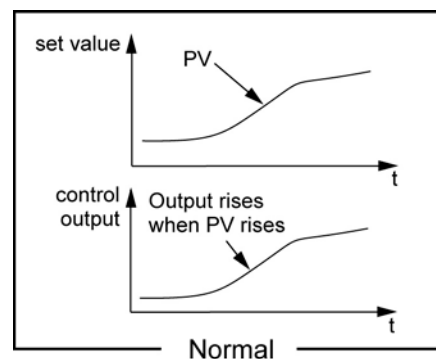 set value
PV
t
control
output
Output rises
when PV rises
t
Normal